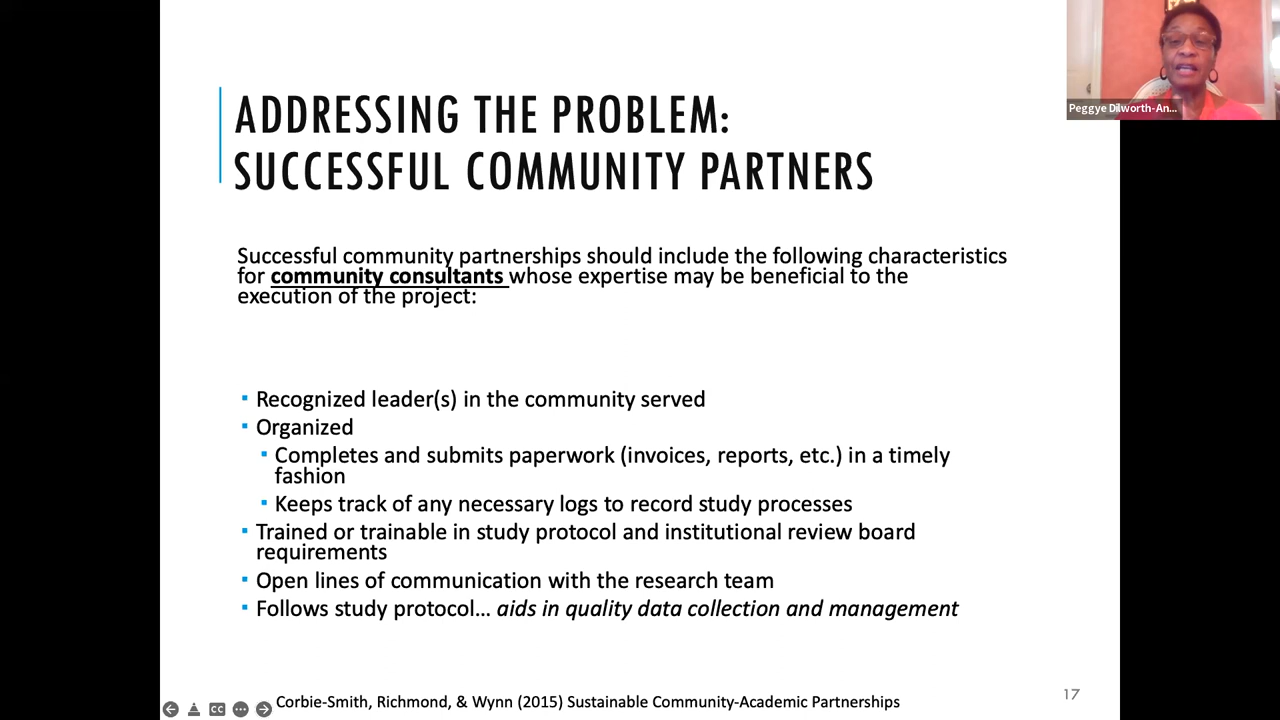 Peggye Dilworth-An...
ADDRESSING THE PROBLEM:
SUCCESSFUL COMMUNITY PARTNERS
Successful community partnerships should include the following characteristics
for community consultants whose expertise may be beneficial to the
execution of the project:
▪ Recognized leader(s) in the community served
▪ Organized
▪ Completes and submits paperwork (invoices, reports, etc.) in a timely
fashion
▪ Keeps track of any necessary logs to record study processes
▪ Trained or trainable in study protocol and institutional review board
requirements
▪ Open lines of communication with the research team
▪ Follows study protocol… aids in quality data collection and management
CC
Corbie-Smith, Richmond, & Wynn (2015) Sustainable Community-Academic Partnerships
17